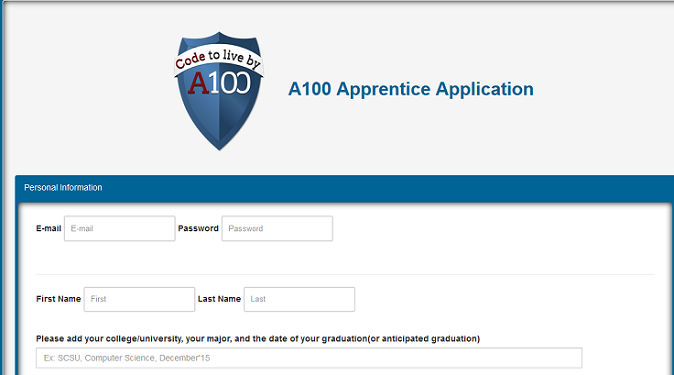 Code to live by
A100
A100 Apprentice Application
Personal Information
E-mail E-mail Password Password
First Name First Last Name Last
Please add your college/university, your major, and the date of your graduation(or anticipated graduation)
Ex: SCSU, Computer Science, December'15